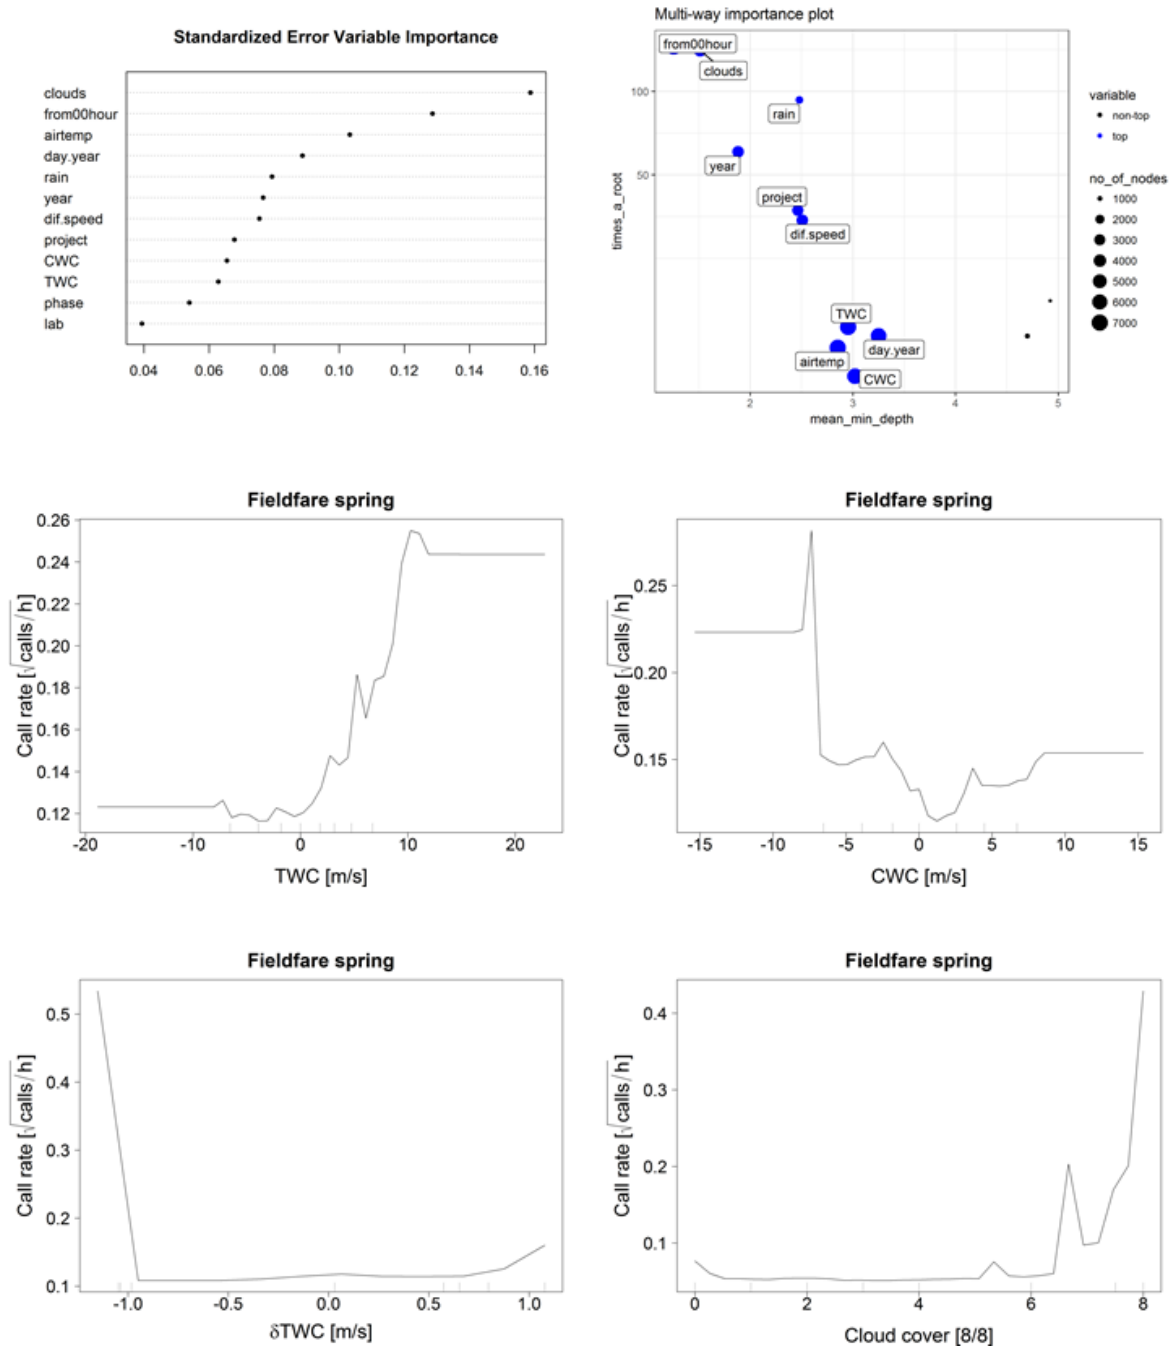 Standardized Error Variable Importance
clouds
from00hour
airtemp
day.year
rain
year
dif.speed
project
CWC
TWC
phase
lab
0.04 0.06 0.08 0.10 0.12 0.14 0.16
Multi-way importance plot
from00hour
clouds
rain
year
project
dif.speed
TWC
day.year
airtemp
CWC
100
50
times_a_root
2 3 4 5
mean_min_depth
variable
non-top
top
no_of_nodes
1000
2000
3000
4000
5000
6000
7000
Fieldfare spring
0.26
0.24
0.22
0.20
0.18
0.16
0.14
0.12
Call rate [√calls/h]
-20 -10 0 10 20
TWC [m/s]
Fieldfare spring
0.25
0.20
0.15
Call rate [√calls/h]
-15 -10 -5 0 5 10 15
CWC [m/s]
Fieldfare spring
0.5
0.4
0.3
0.2
0.1
Call rate [√calls/h]
-1.0 -0.5 0.0 0.5 1.0
δTWC [m/s]
Fieldfare spring
0.4
0.3
0.2
0.1
Call rate [√calls/h]
0 2 4 6 8
Cloud cover [8/8]